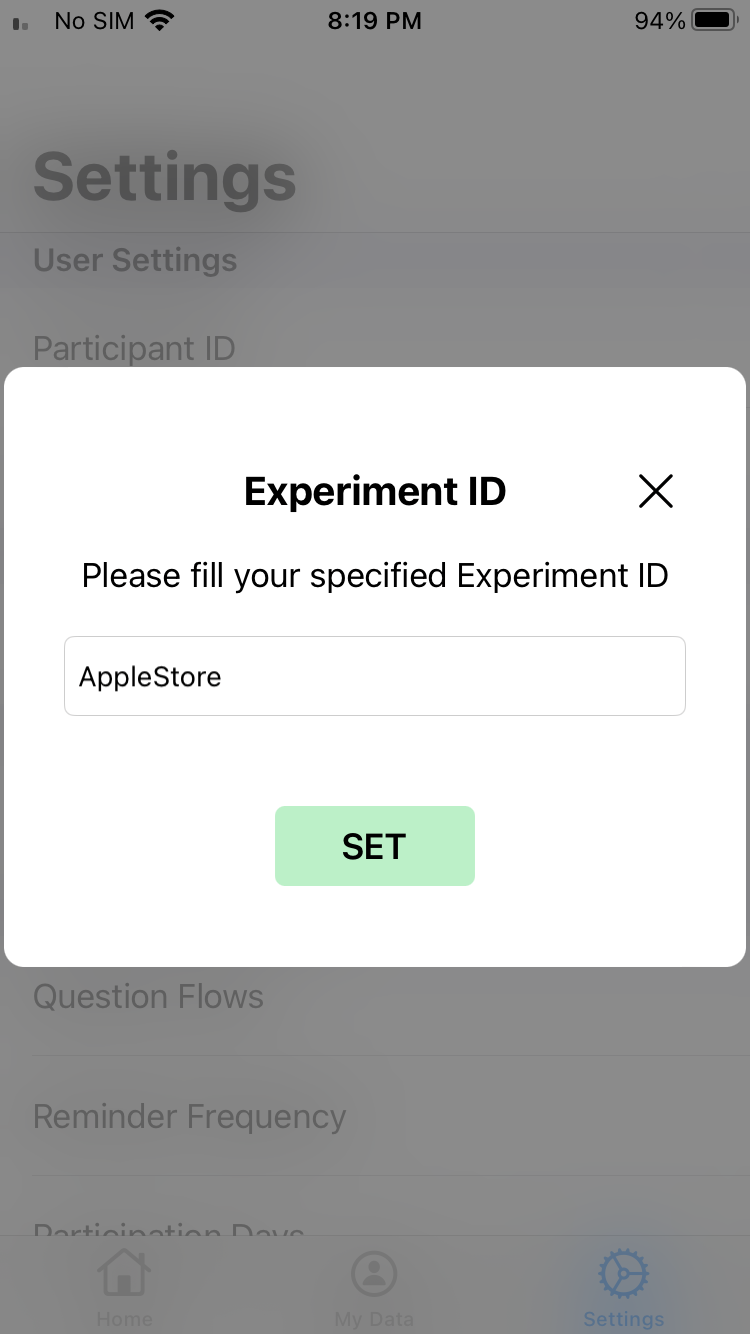 No SIM 8:19 PM 94%
Settings
User Settings
Participant ID
Experiment ID
Please fill your specified Experiment ID
AppleStore
SET
Question Flows
Reminder Frequency
Participation Days
Home My Data Settings